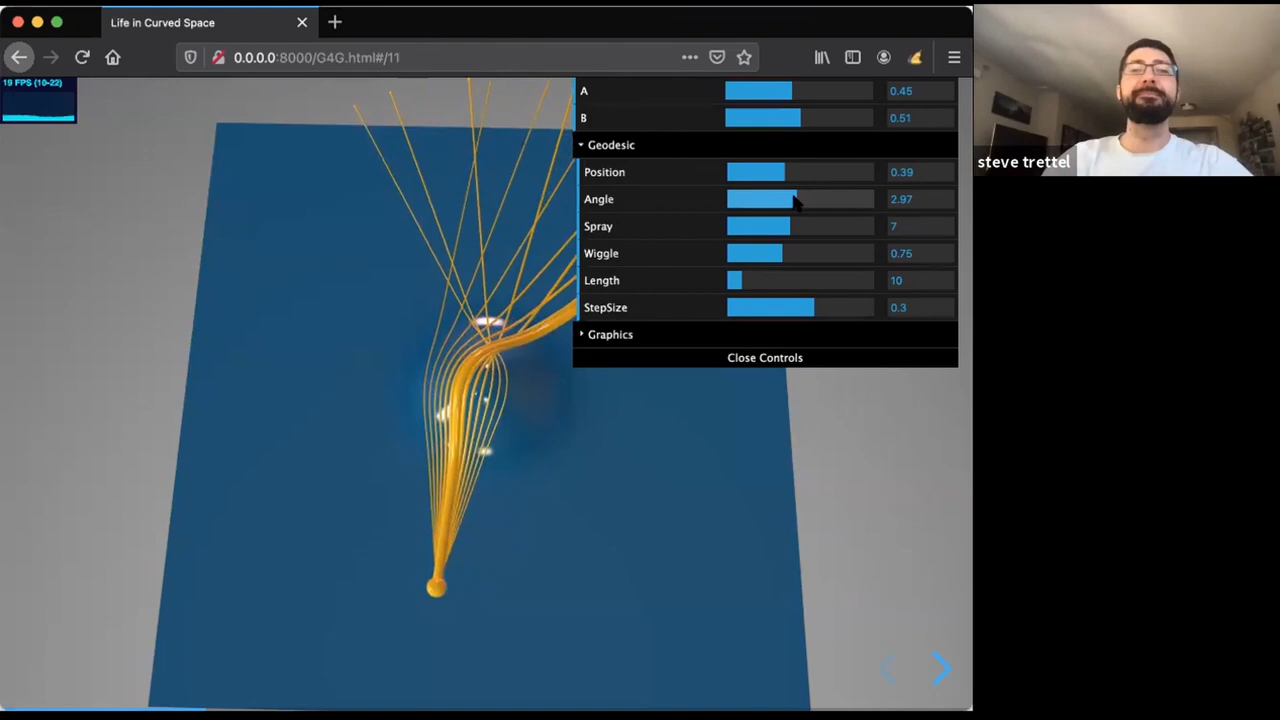 Life in Curved Space
0.0.0.0:8000/G4G.html#/11
19 FPS (10-22)
A 0.45
B 0.51
Geodesic
Position 0.39
Angle 2.97
Spray 7
Wiggle 0.75
Length 10
StepSize 0.3
Graphics
Close Controls
steve trettel